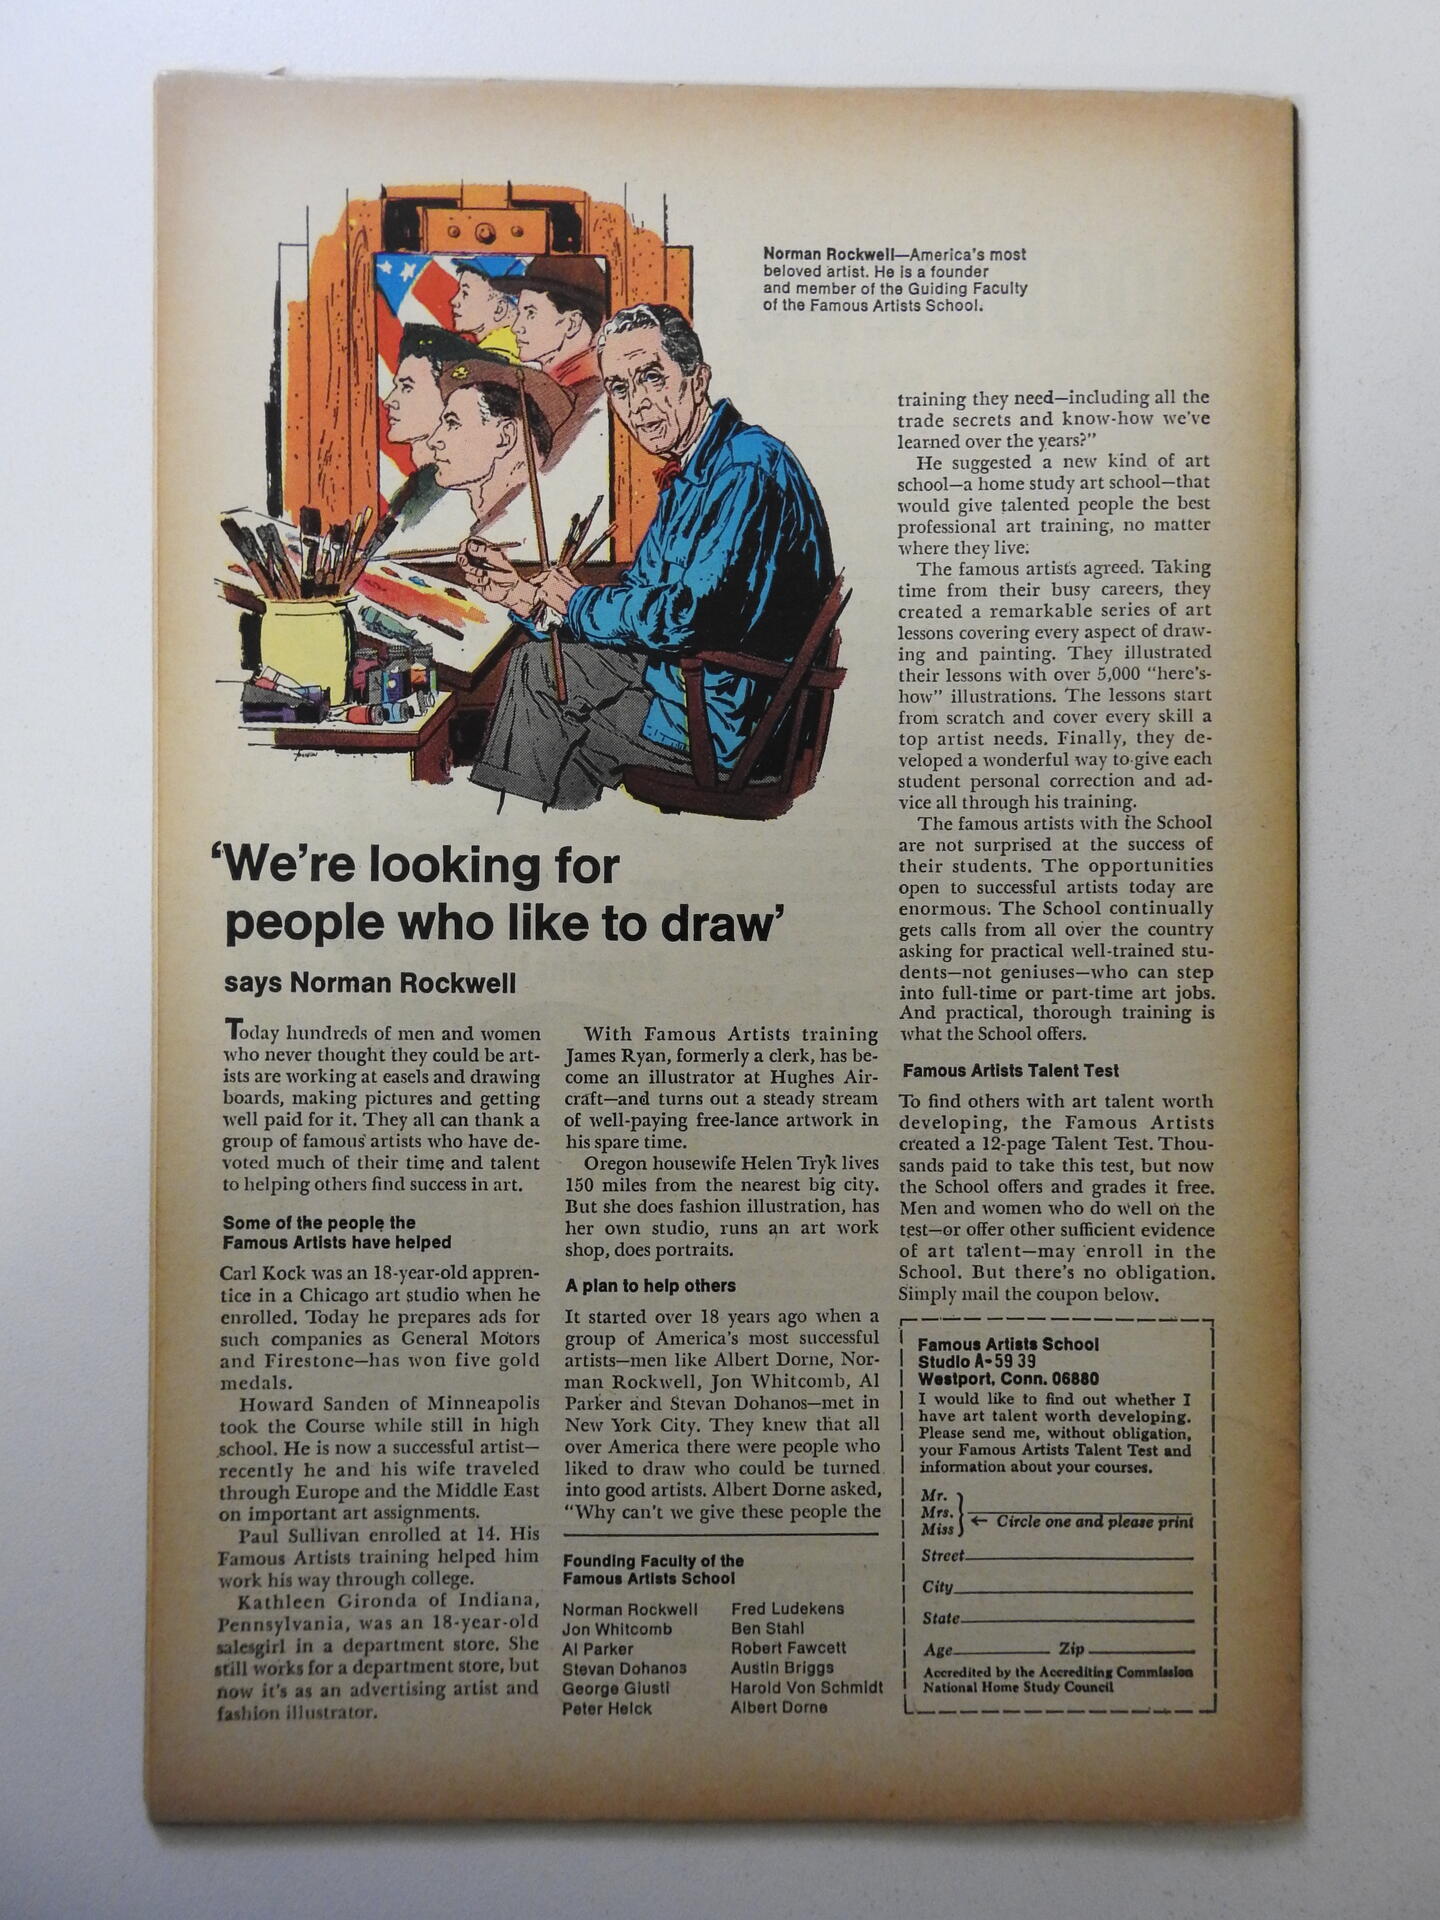 Norman Rockwell—America's most
beloved artist. He is a founder
and member of the Guiding Faculty
of the Famous Artists School.
'We're looking for
people who like to draw'
says Norman Rockwell
Today hundreds of men and women
who never thought they could be art-
ists are working at easels and drawing
boards, making pictures and getting
well paid for it. They all can thank a
group of famous artists who have de-
voted much of their time and talent
to helping others find success in art.
Some of the people the
Famous Artists have helped
Carl Kock was an 18-year-old appren-
tice in a Chicago art studio when he
enrolled. Today he prepares ads for
such companies as General Motors
and Firestone—has won five gold
medals.
Howard Sanden of Minneapolis
took the Course while still in high
school. He is now a successful artist—
recently he and his wife traveled
through Europe and the Middle East
on important art assignments.
Paul Sullivan enrolled at 14. His
Famous Artists training helped him
work his way through college.
Kathleen Gironda of Indiana,
Pennsylvania, was an 18-year-old
salesgirl in a department store. She
still works for a department store, but
now it's as an advertising artist and
fashion illustrator.
With Famous Artists training
James Ryan, formerly a clerk, has be-
come an illustrator at Hughes Air-
craft—and turns out a steady stream
of well-paying free-lance artwork in
his spare time.
Oregon housewife Helen Tryk lives
150 miles from the nearest big city.
But she does fashion illustration, has
her own studio, runs an art work
shop, does portraits.
A plan to help others
It started over 18 years ago when a
group of America's most successful
artists—men like Albert Dorne, Nor-
man Rockwell, Jon Whitcomb, Al
Parker and Stevan Dohanos—met in
New York City. They knew that all
over America there were people who
liked to draw who could be turned
into good artists. Albert Dorne asked,
"Why can't we give these people the
Founding Faculty of the
Famous Artists School
Norman Rockwell
Jon Whitcomb
Al Parker
Stevan Dohanos
George Giusti
Peter Helck
Fred Ludekens
Ben Stahl
Robert Fawcett
Austin Briggs
Harold Von Schmidt
Albert Dorne
training they need—including all the
trade secrets and know-how we've
learned over the years?"
He suggested a new kind of art
school—a home study art school—that
would give talented people the best
professional art training, no matter
where they live.
The famous artists agreed. Taking
time from their busy careers, they
created a remarkable series of art
lessons covering every aspect of draw-
ing and painting. They illustrated
their lessons with over 5,000 "here's-
how" illustrations. The lessons start
from scratch and cover every skill a
top artist needs. Finally, they de-
veloped a wonderful way to give each
student personal correction and ad-
vice all through his training.
The famous artists with the School
are not surprised at the success of
their students. The opportunities
open to successful artists today are
enormous. The School continually
gets calls from all over the country
asking for practical well-trained stu-
dents—not geniuses—who can step
into full-time or part-time art jobs.
And practical, thorough training is
what the School offers.
Famous Artists Talent Test
To find others with art talent worth
developing, the Famous Artists
created a 12-page Talent Test. Thou-
sands paid to take this test, but now
the School offers and grades it free.
Men and women who do well on the
test—or offer other sufficient evidence
of art talent—may enroll in the
School. But there's no obligation.
Simply mail the coupon below.
Famous Artists School
Studio A-59 39
Westport, Conn. 06880
I would like to find out whether I
have art talent worth developing.
Please send me, without obligation,
your Famous Artists Talent Test and
information about your courses.
Mr.
Mrs.
Miss
← Circle one and please print
Street
City
State
Age Zip
Accredited by the Accrediting Commission
National Home Study Council